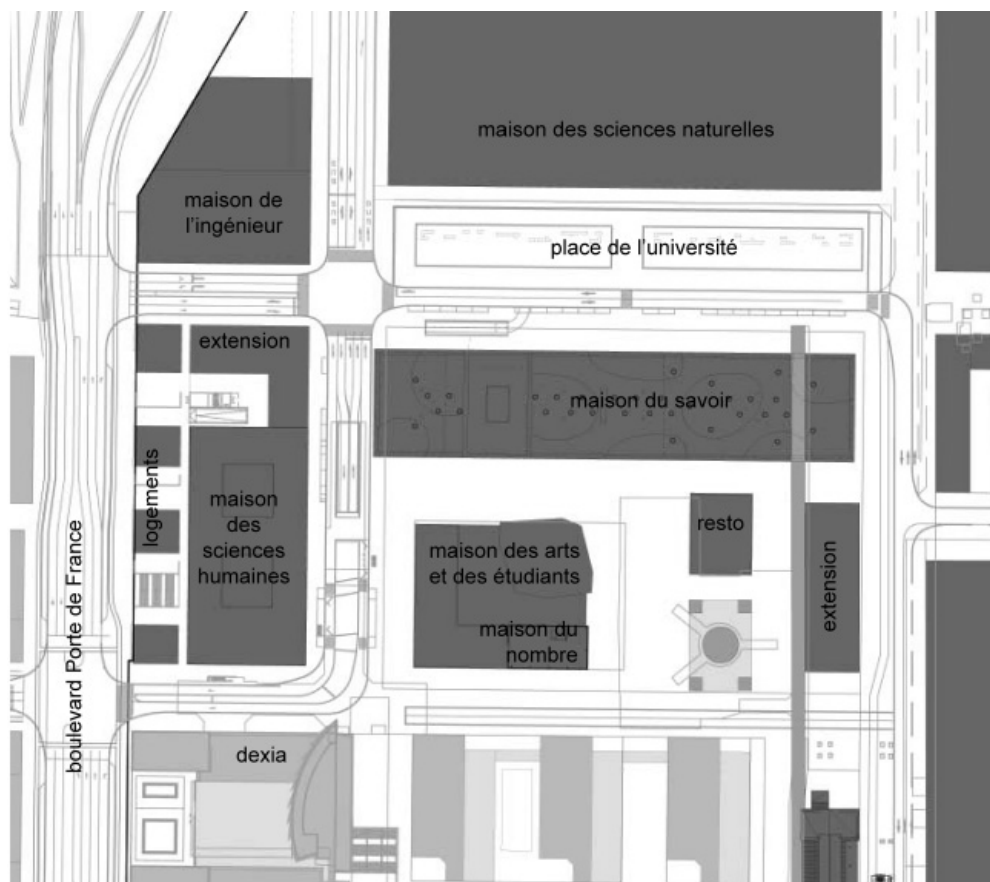 maison des sciences naturelles
maison de
l'ingénieur
place de l'université
extension
maison du savoir
logements
maison
des
sciences
humaines
resto
maison des arts
et des étudiants
extension
maison du
nombre
boulevard Porte de France
dexia